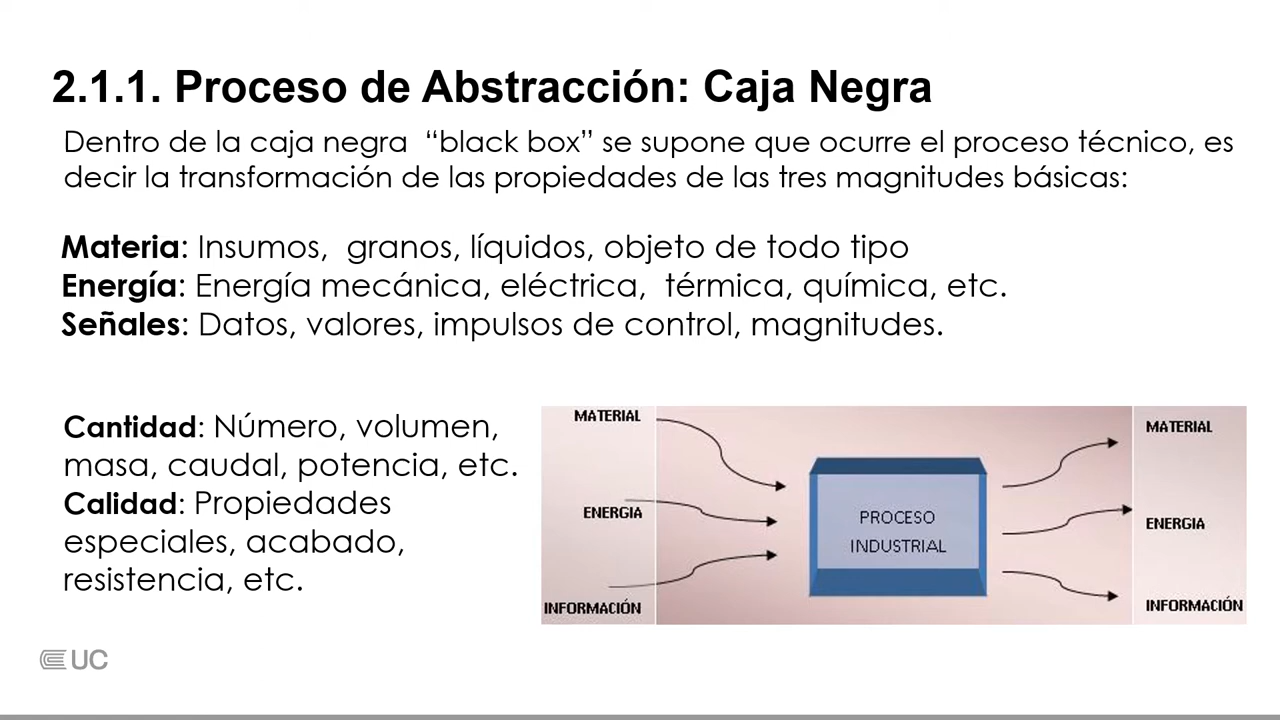 2.1.1. Proceso de Abstracción: Caja Negra
Dentro de la caja negra “black box” se supone que ocurre el proceso técnico, es
decir la transformación de las propiedades de las tres magnitudes básicas:
Materia: Insumos, granos, líquidos, objeto de todo tipo
Energía: Energía mecánica, eléctrica, térmica, química, etc.
Señales: Datos, valores, impulsos de control, magnitudes.
Cantidad: Número, volumen,
masa, caudal, potencia, etc.
Calidad: Propiedades
especiales, acabado,
resistencia, etc.
MATERIAL
ENERGIA
INFORMACIÓN
PROCESO
INDUSTRIAL
MATERIAL
ENERGIA
INFORMACIÓN
UC